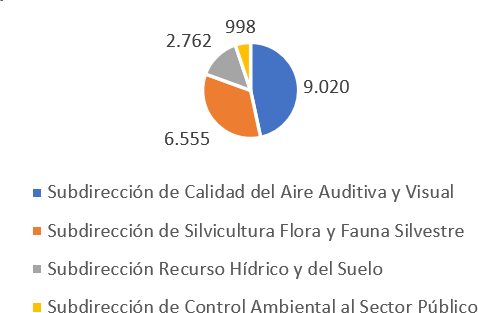 998
2.762
9.020
6.555
Subdirección de Calidad del Aire Auditiva y Visual
Subdirección de Silvicultura Flora y Fauna Silvestre
Subdirección Recurso Hídrico y del Suelo
Subdirección de Control Ambiental al Sector Público